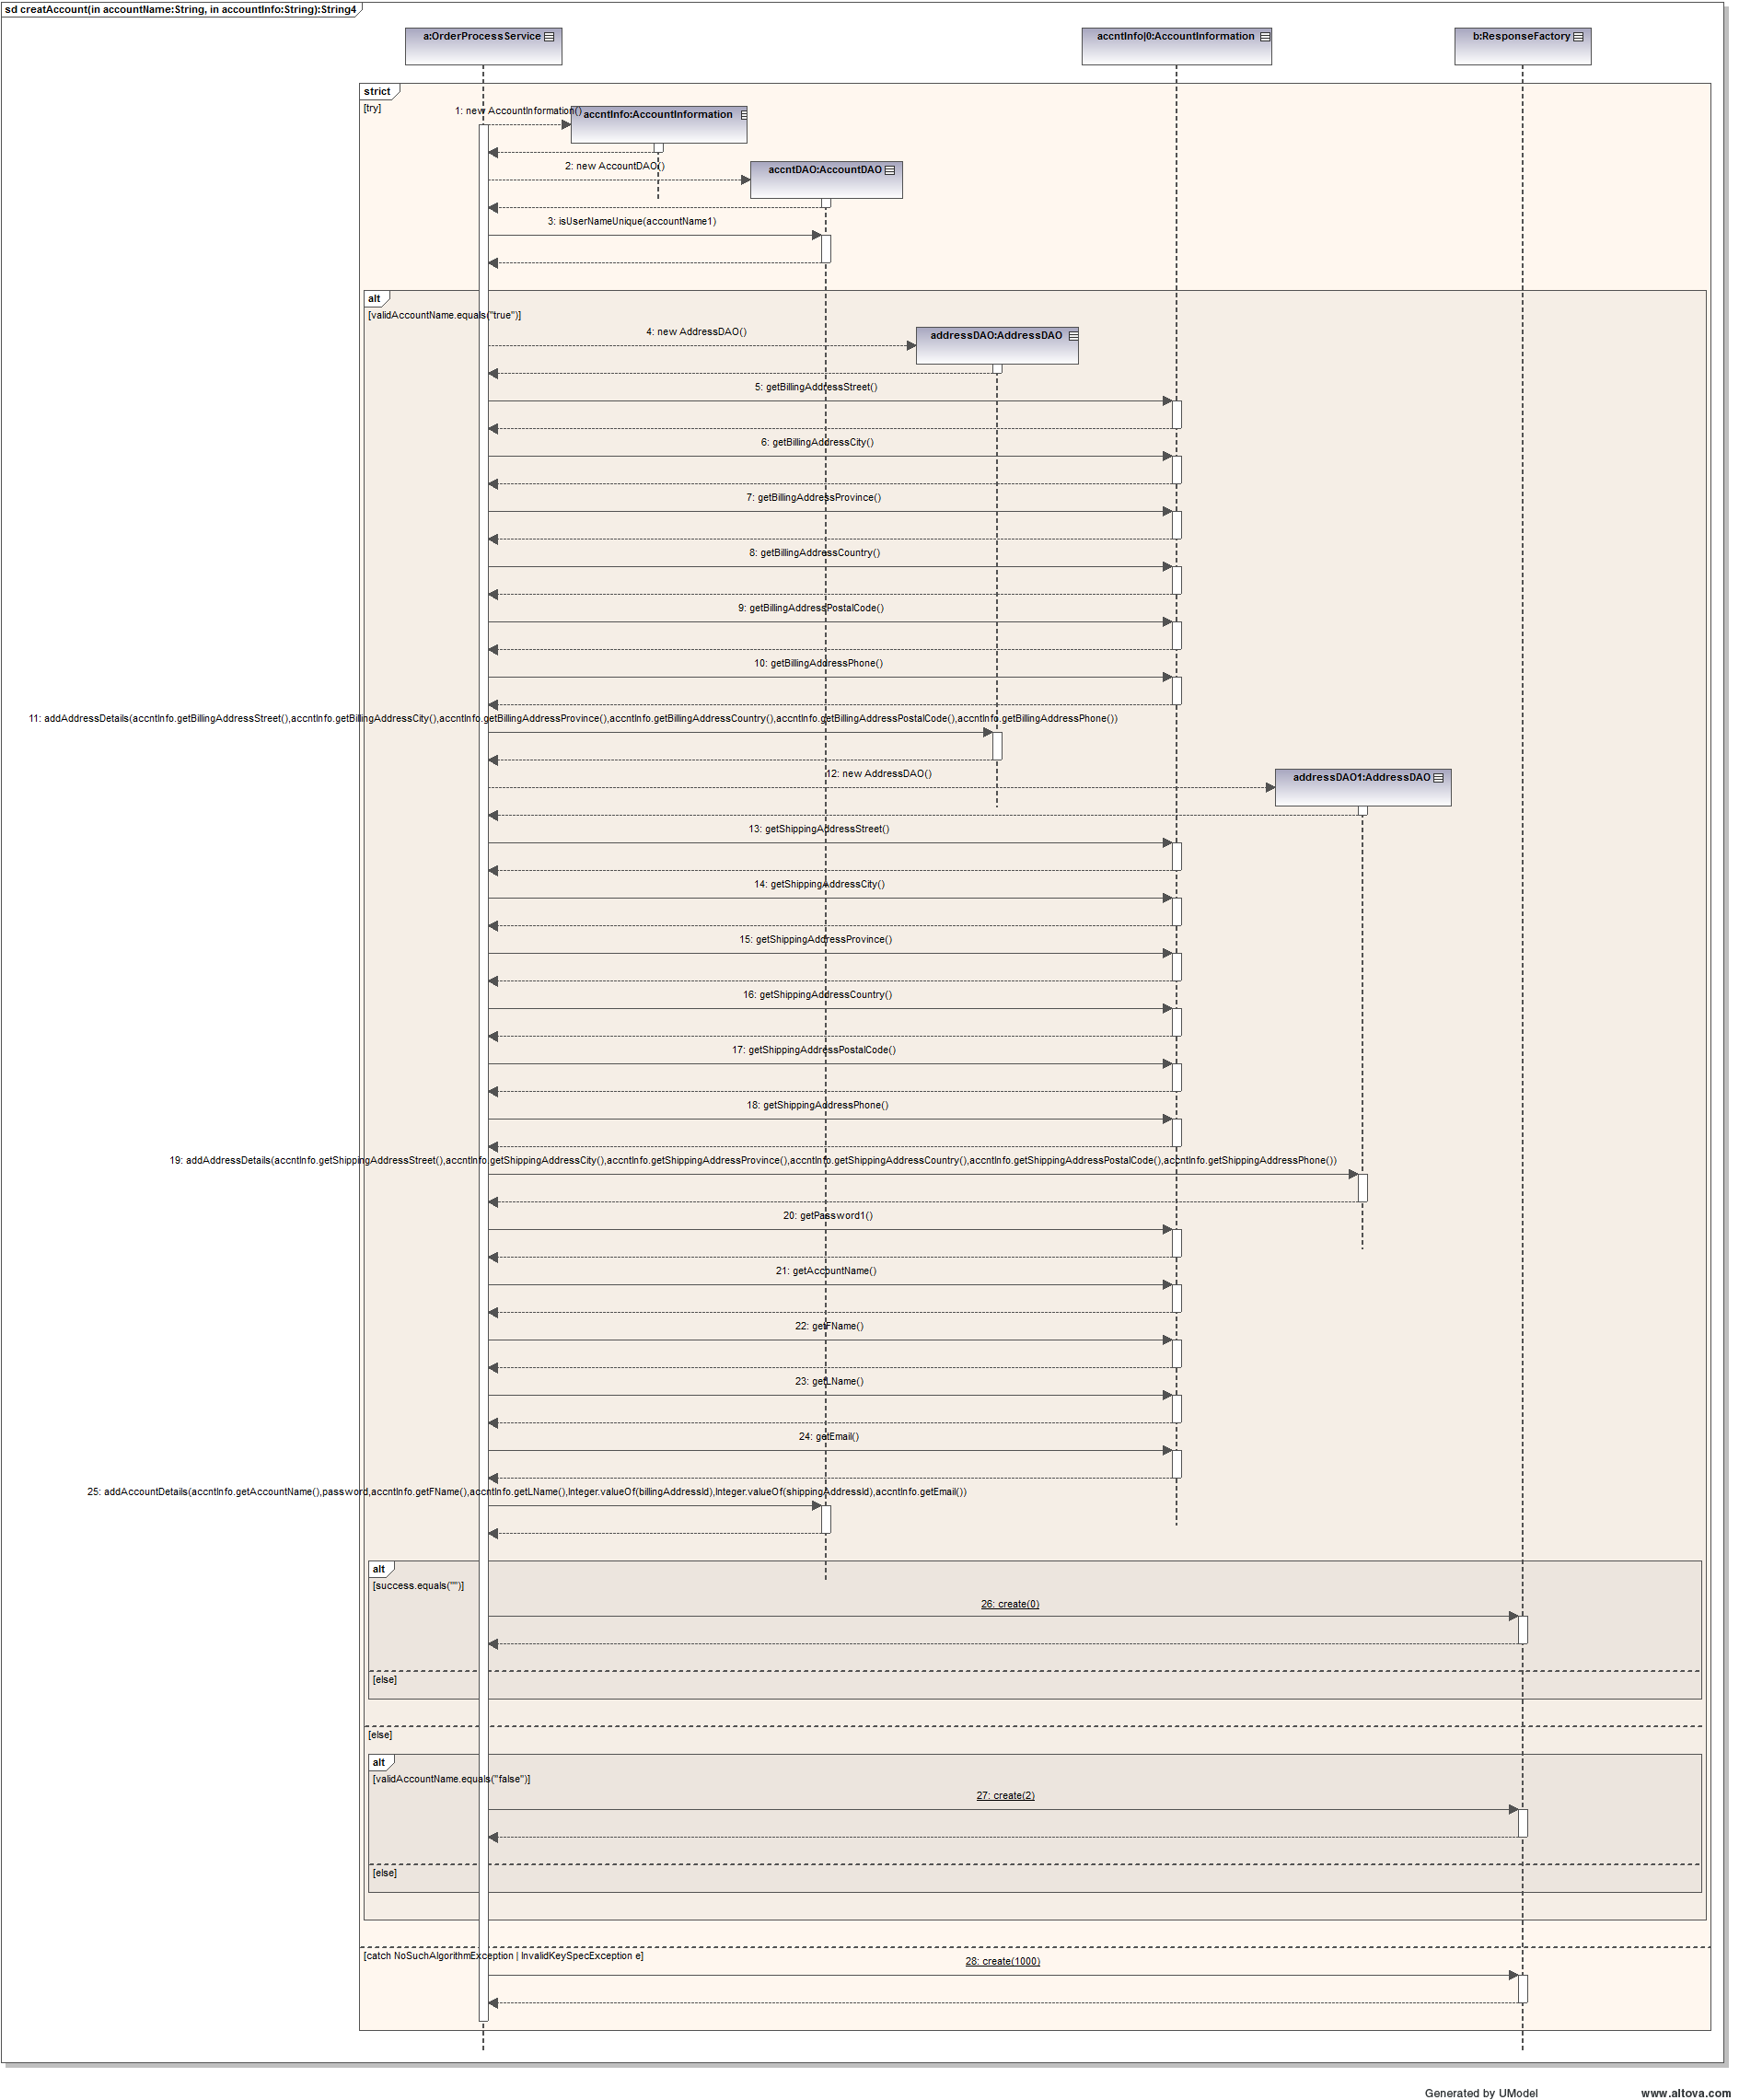 sd creatAccount(in accountName:String, in accountInfo:String):String4
a:OrderProcessService
accntInfo|0:AccountInformation
b:ResponseFactory
strict
[try]
1: new AccountInformation()
accntInfo:AccountInformation
2: new AccountDAO()
accntDAO:AccountDAO
3: isUserNameUnique(accountName1)
alt
[validAccountName.equals("true")]
4: new AddressDAO()
addressDAO:AddressDAO
5: getBillingAddressStreet()
6: getBillingAddressCity()
7: getBillingAddressProvince()
8: getBillingAddressCountry()
9: getBillingAddressPostalCode()
10: getBillingAddressPhone()
11: addAddressDetails(accntInfo.getBillingAddressStreet(),accntInfo.getBillingAddressCity(),accntInfo.getBillingAddressProvince(),accntInfo.getBillingAddressCountry(),accntInfo.getBillingAddressPostalCode(),accntInfo.getBillingAddressPhone())
12: new AddressDAO()
addressDAO1:AddressDAO
13: getShippingAddressStreet()
14: getShippingAddressCity()
15: getShippingAddressProvince()
16: getShippingAddressCountry()
17: getShippingAddressPostalCode()
18: getShippingAddressPhone()
19: addAddressDetails(accntInfo.getShippingAddressStreet(),accntInfo.getShippingAddressCity(),accntInfo.getShippingAddressProvince(),accntInfo.getShippingAddressCountry(),accntInfo.getShippingAddressPostalCode(),accntInfo.getShippingAddressPhone())
20: getPassword1()
21: getAccountName()
22: getFName()
23: getLName()
24: getEmail()
25: addAccountDetails(accntInfo.getAccountName(),password,accntInfo.getFName(),accntInfo.getLName(),Integer.valueOf(billingAddressId),Integer.valueOf(shippingAddressId),accntInfo.getEmail())
alt
[success.equals("")]
26: create(0)
[else]
[else]
alt
[validAccountName.equals("false")]
27: create(2)
[else]
[catch NoSuchAlgorithmException | InvalidKeySpecException e]
28: create(1000)
Generated by UModel
www.altova.com